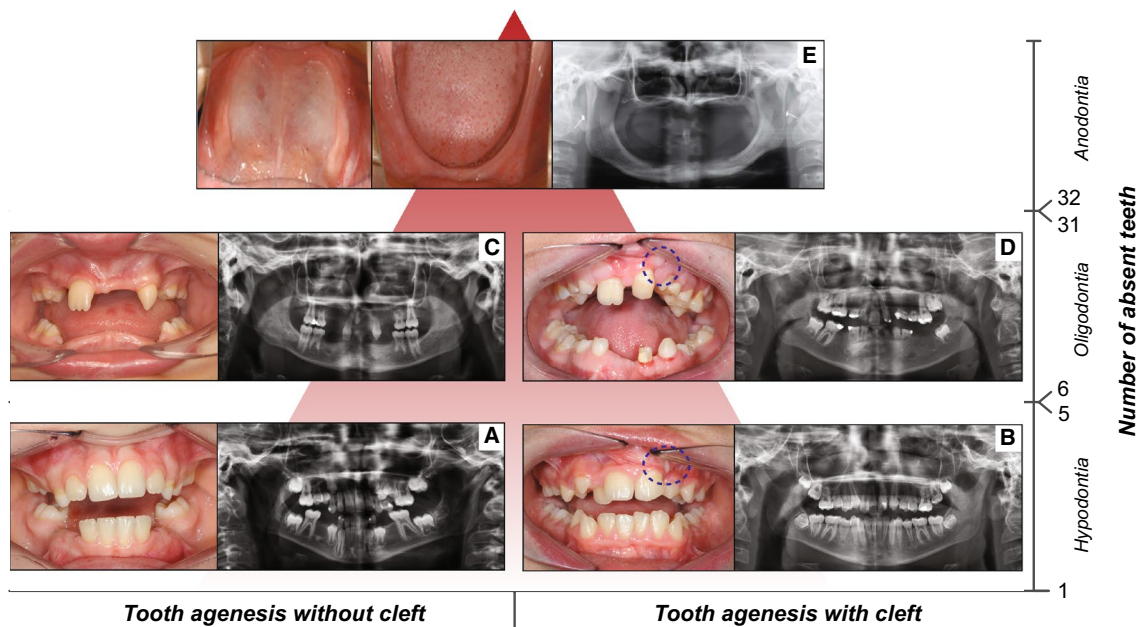 E
Anodontia
32
31
C
D
Oligodontia
Number of absent teeth
6
5
A
B
Hypodontia
1
Tooth agenesis without cleft
Tooth agenesis with cleft